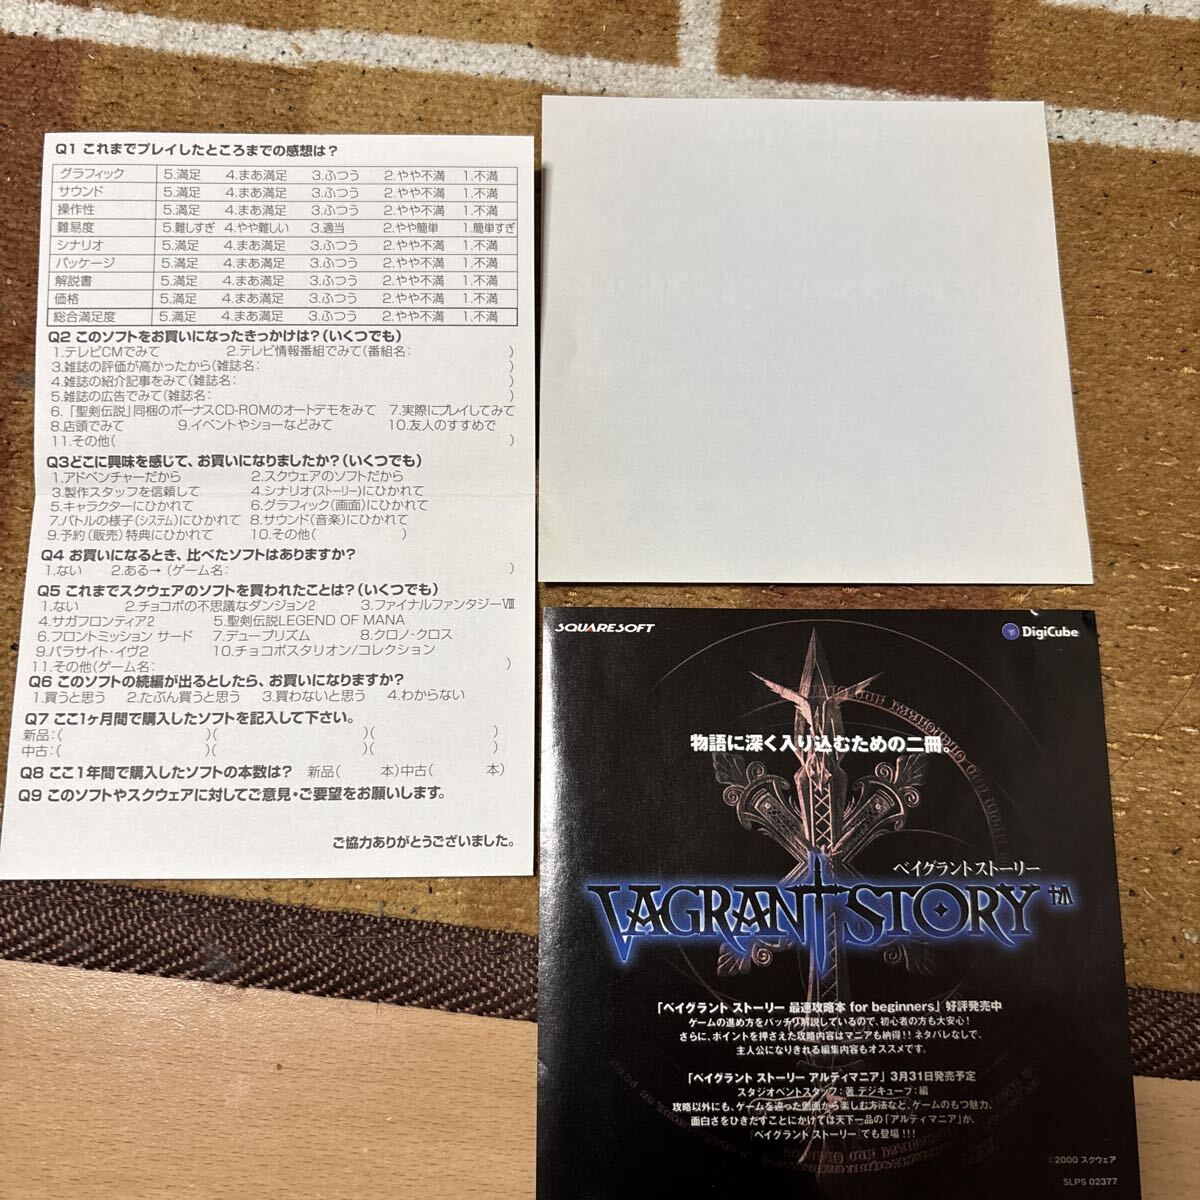 Q1 これまでプレイしたところまでの感想は？
グラフィック 5.満足 4.まあ満足 3.ふつう 2.やや不満 1.不満
サウンド 5.満足 4.まあ満足 3.ふつう 2.やや不満 1.不満
操作性 5.満足 4.まあ満足 3.ふつう 2.やや不満 1.不満
難易度 5.難しすぎ 4.やや難しい 3.適当 2.やや簡単 1.簡単すぎ
シナリオ 5.満足 4.まあ満足 3.ふつう 2.やや不満 1.不満
パッケージ 5.満足 4.まあ満足 3.ふつう 2.やや不満 1.不満
解説書 5.満足 4.まあ満足 3.ふつう 2.やや不満 1.不満
価格 5.満足 4.まあ満足 3.ふつう 2.やや不満 1.不満
総合満足度 5.満足 4.まあ満足 3.ふつう 2.やや不満 1.不満
Q2 このソフトをお買いになったきっかけは？(いくつでも)
1.テレビCMでみて 2.テレビ情報番組でみて(番組名: )
3.雑誌の評価が高かったから(雑誌名: )
4.雑誌の紹介記事をみて(雑誌名: )
5.雑誌の広告でみて(雑誌名: )
6.「聖剣伝説」同梱のボーナスCD-ROMのオートデモをみて 7.実際にプレイしてみて
8.店頭でみて 9.イベントやショーなどみて 10.友人のすすめで
11.その他( )
Q3どこに興味を感じて、お買いになりましたか？(いくつでも)
1.アドベンチャーだから 2.スクウェアのソフトだから
3.製作スタッフを信頼して 4.シナリオ(ストーリー)にひかれて
5.キャラクターにひかれて 6.グラフィック(画面)にひかれて
7.バトルの様子(システム)にひかれて 8.サウンド(音楽)にひかれて
9.予約(販売)特典にひかれて 10.その他( )
Q4 お買いになるとき、比べたソフトはありますか？
1.ない 2.ある→(ゲーム名: )
Q5 これまでスクウェアのソフトを買われたことは？(いくつでも)
1.ない 2.チョコボの不思議なダンジョン2 3.ファイナルファンタジーⅧ
4.サガフロンティア2 5.聖剣伝説LEGEND OF MANA
6.フロントミッション サード 7.デュープリズム 8.クロノ・クロス
9.パラサイト・イヴ2 10.チョコボスタリオン/コレクション
11.その他(ゲーム名: )
Q6 このソフトの続編が出るとしたら、お買いになりますか？
1.買うと思う 2.たぶん買うと思う 3.買わないと思う 4.わからない
Q7 ここ1ヶ月間で購入したソフトを記入して下さい。
新品:( )( )( )
中古:( )( )( )
Q8 ここ1年間で購入したソフトの本数は？ 新品( 本)中古( 本)
Q9 このソフトやスクウェアに対してご意見・ご要望をお願いします。
ご協力ありがとうございました。
SQUARESOFT
DigiCube
物語に深く入り込むための二冊。
ベイグラントストーリー
VAGRANT STORY
「ベイグラント ストーリー 最速攻略本 for beginners」好評発売中
ゲームの進め方をバッチリ解説しているので、初心者の方も大安心！
さらに、ポイントを押さえた攻略内容はマニアも納得!! ネタバレなしで、
主人公になりきれる編集内容もオススメです。
「ベイグラント ストーリー アルティマニア」3月31日発売予定
スタジオベントスタッフ：著 デジキューブ：編
攻略以外にも、ゲームを違った側面から楽しむ方法など、ゲームのもつ魅力、
面白さをひきだすことにかけては天下一品の「アルティマニア」が、
「ベイグラント ストーリー」でも登場!!!
©2000 スクウェア
SLPS 02377